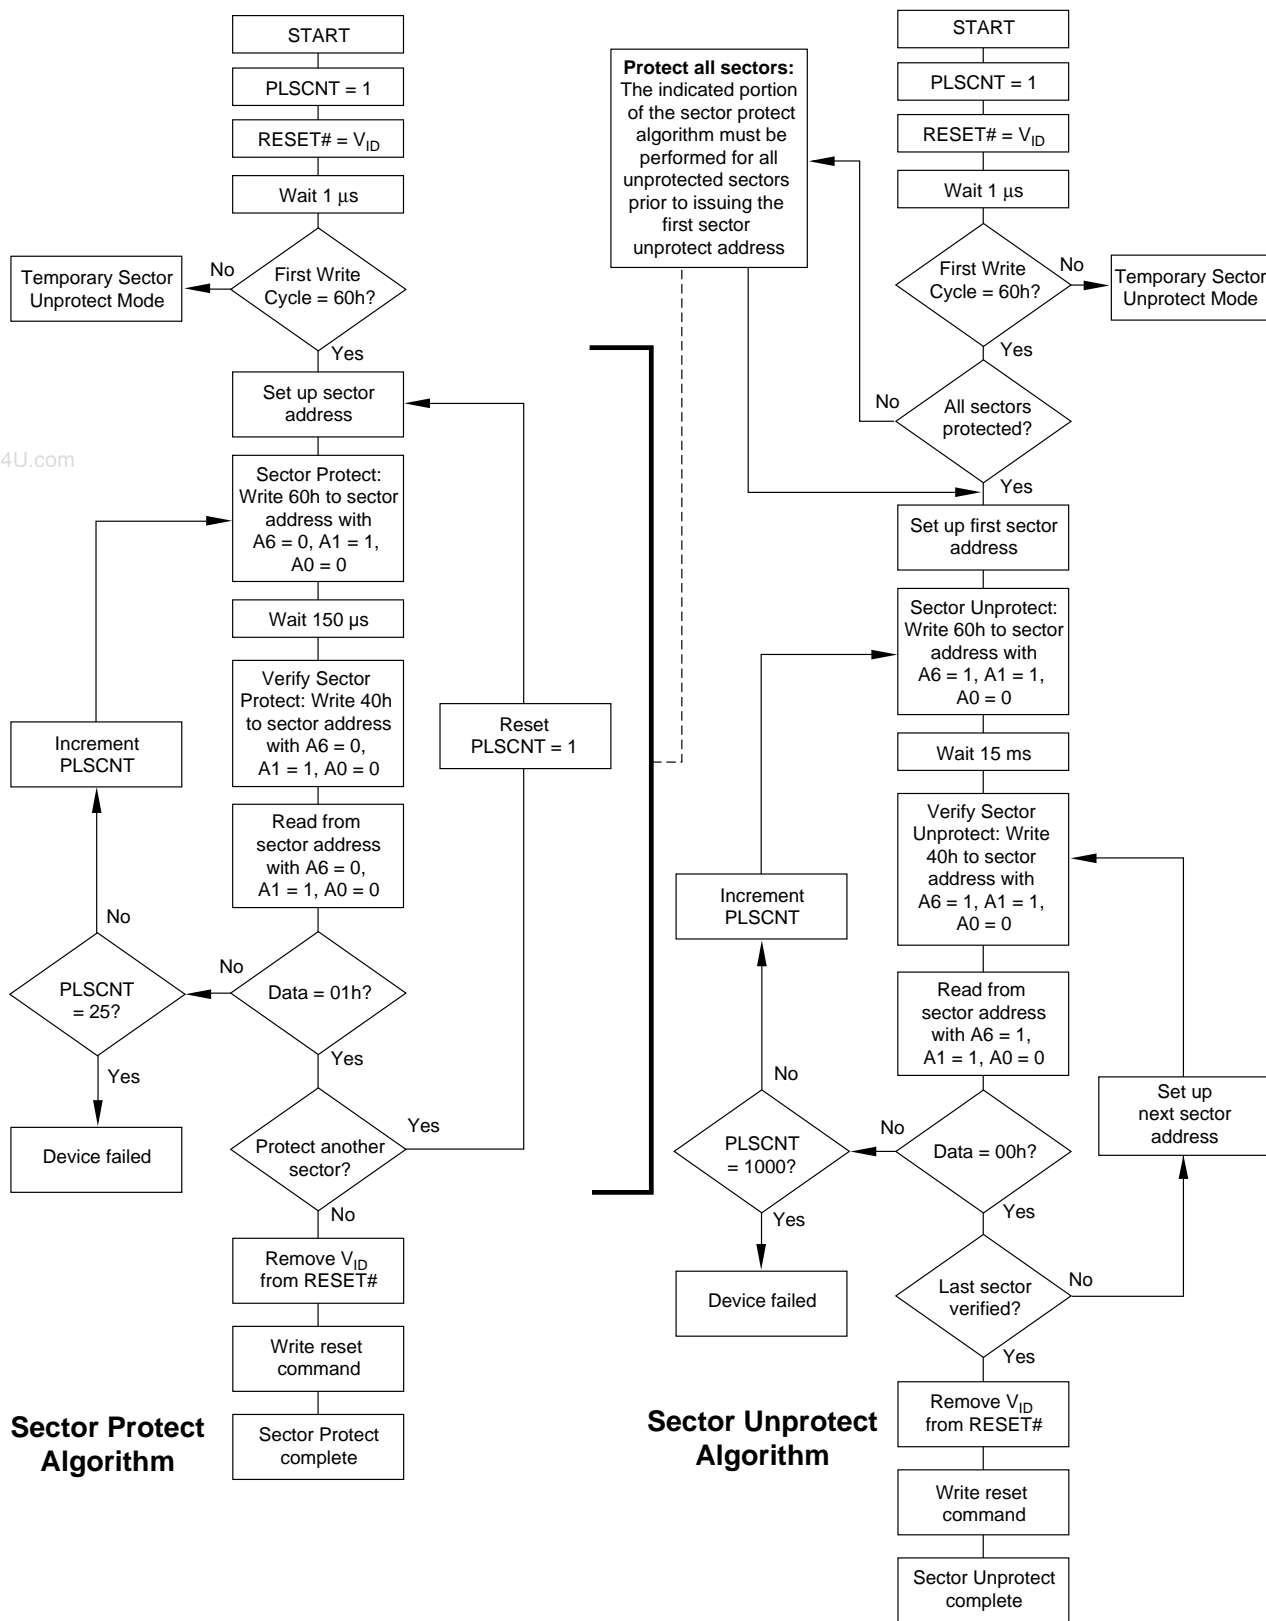 START
PLSCNT = 1
RESET# = VID
Wait 1 μs
First Write
Cycle = 60h?
No
Temporary Sector
Unprotect Mode
Yes
Set up sector
address
4U.com
Sector Protect:
Write 60h to sector
address with
A6 = 0, A1 = 1,
A0 = 0
Wait 150 μs
Verify Sector
Protect: Write 40h
to sector address
with A6 = 0,
A1 = 1, A0 = 0
Increment
PLSCNT
Reset
PLSCNT = 1
Read from
sector address
with A6 = 0,
A1 = 1, A0 = 0
No
PLSCNT
= 25?
No
Data = 01h?
Yes
Yes
Device failed
Protect another
sector?
Yes
No
Remove VID
from RESET#
Write reset
command
Sector Protect
complete
Sector Protect
Algorithm
Protect all sectors:
The indicated portion
of the sector protect
algorithm must be
performed for all
unprotected sectors
prior to issuing the
first sector
unprotect address
START
PLSCNT = 1
RESET# = VID
Wait 1 μs
First Write
Cycle = 60h?
No
Temporary Sector
Unprotect Mode
Yes
No
All sectors
protected?
Yes
Set up first sector
address
Sector Unprotect:
Write 60h to sector
address with
A6 = 1, A1 = 1,
A0 = 0
Wait 15 ms
Verify Sector
Unprotect: Write
40h to sector
address with
A6 = 1, A1 = 1,
A0 = 0
Increment
PLSCNT
Read from
sector address
with A6 = 1,
A1 = 1, A0 = 0
No
Set up
next sector
address
PLSCNT
= 1000?
No
Data = 00h?
Yes
Yes
Device failed
Last sector
verified?
No
Yes
Remove VID
from RESET#
Write reset
command
Sector Unprotect
complete
Sector Unprotect
Algorithm